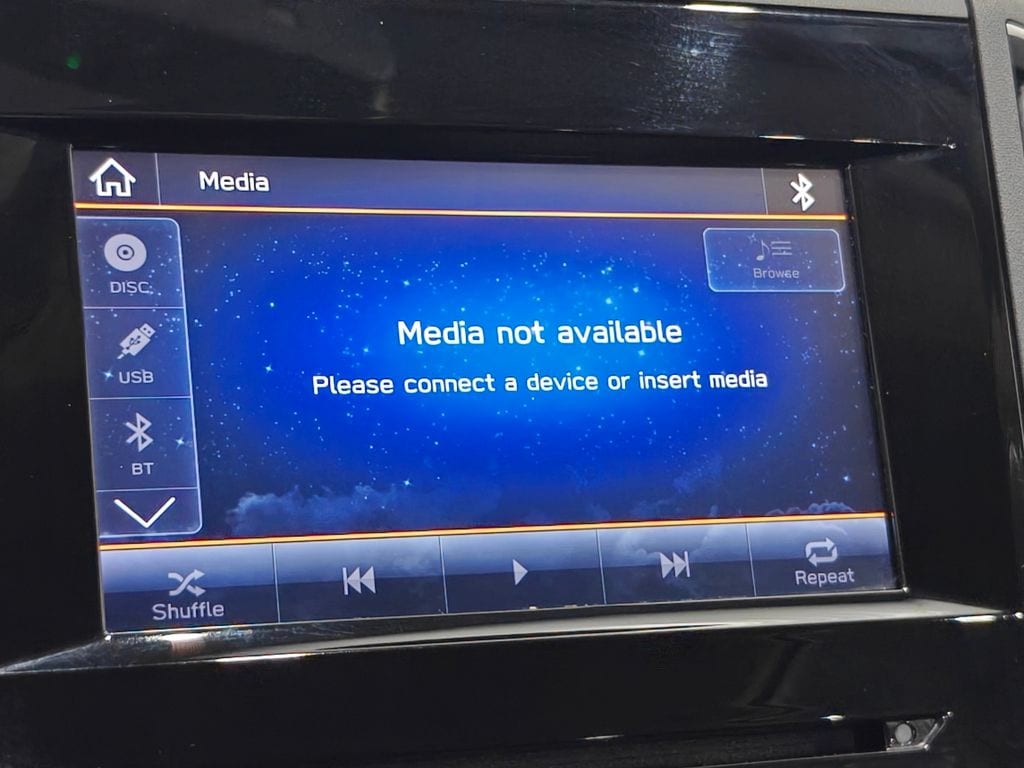 Media
DISC
USB
BT
Browse
Media not available
Please connect a device or insert media
Shuffle
Repeat